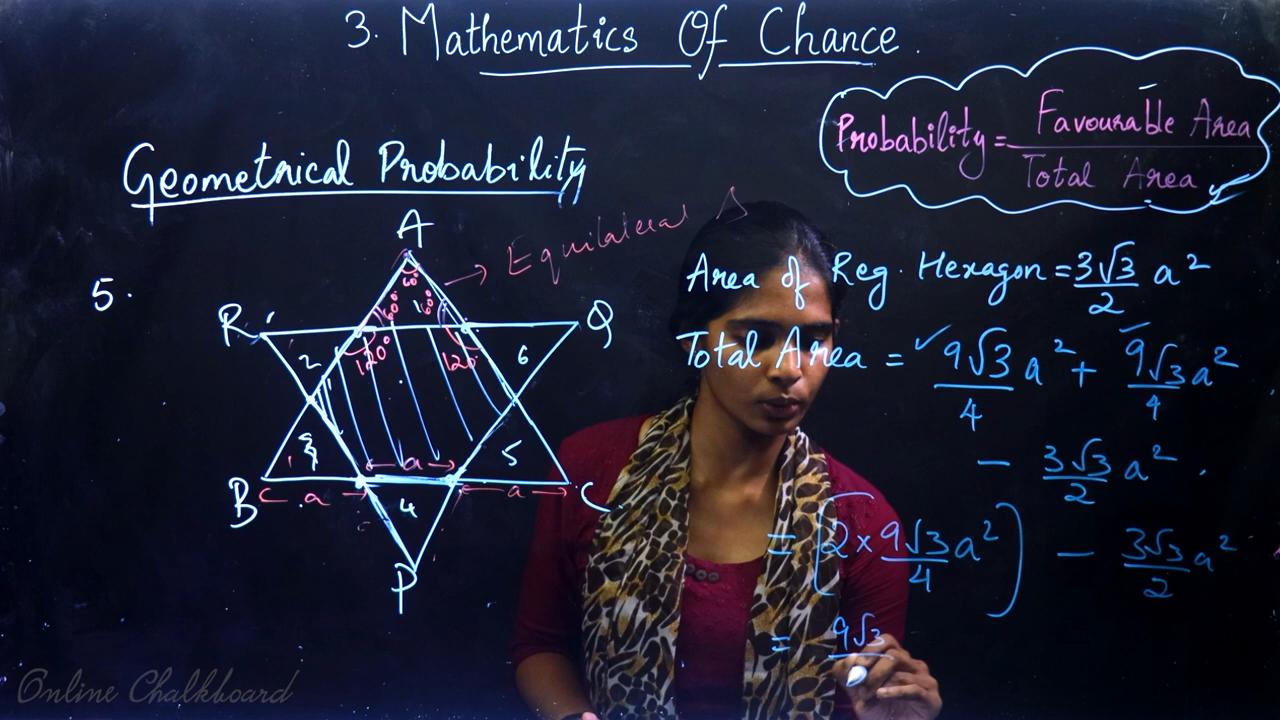 3. Mathematics Of Chance.
Probability = Favourable Area / Total Area
Geometrical Probability
5.
Equilateral Δ
A
60°
60° 60°
R Q
1
2 6
120° 120°
3 5
a
B a a C
4
P
Area of Reg. Hexagon = 3√3/2 a²
Total Area = 9√3/4 a² + 9√3/4 a²
- 3√3/2 a².
= (2 × 9√3/4 a²) - 3√3/2 a²
= 9√3
Online Chalkboard